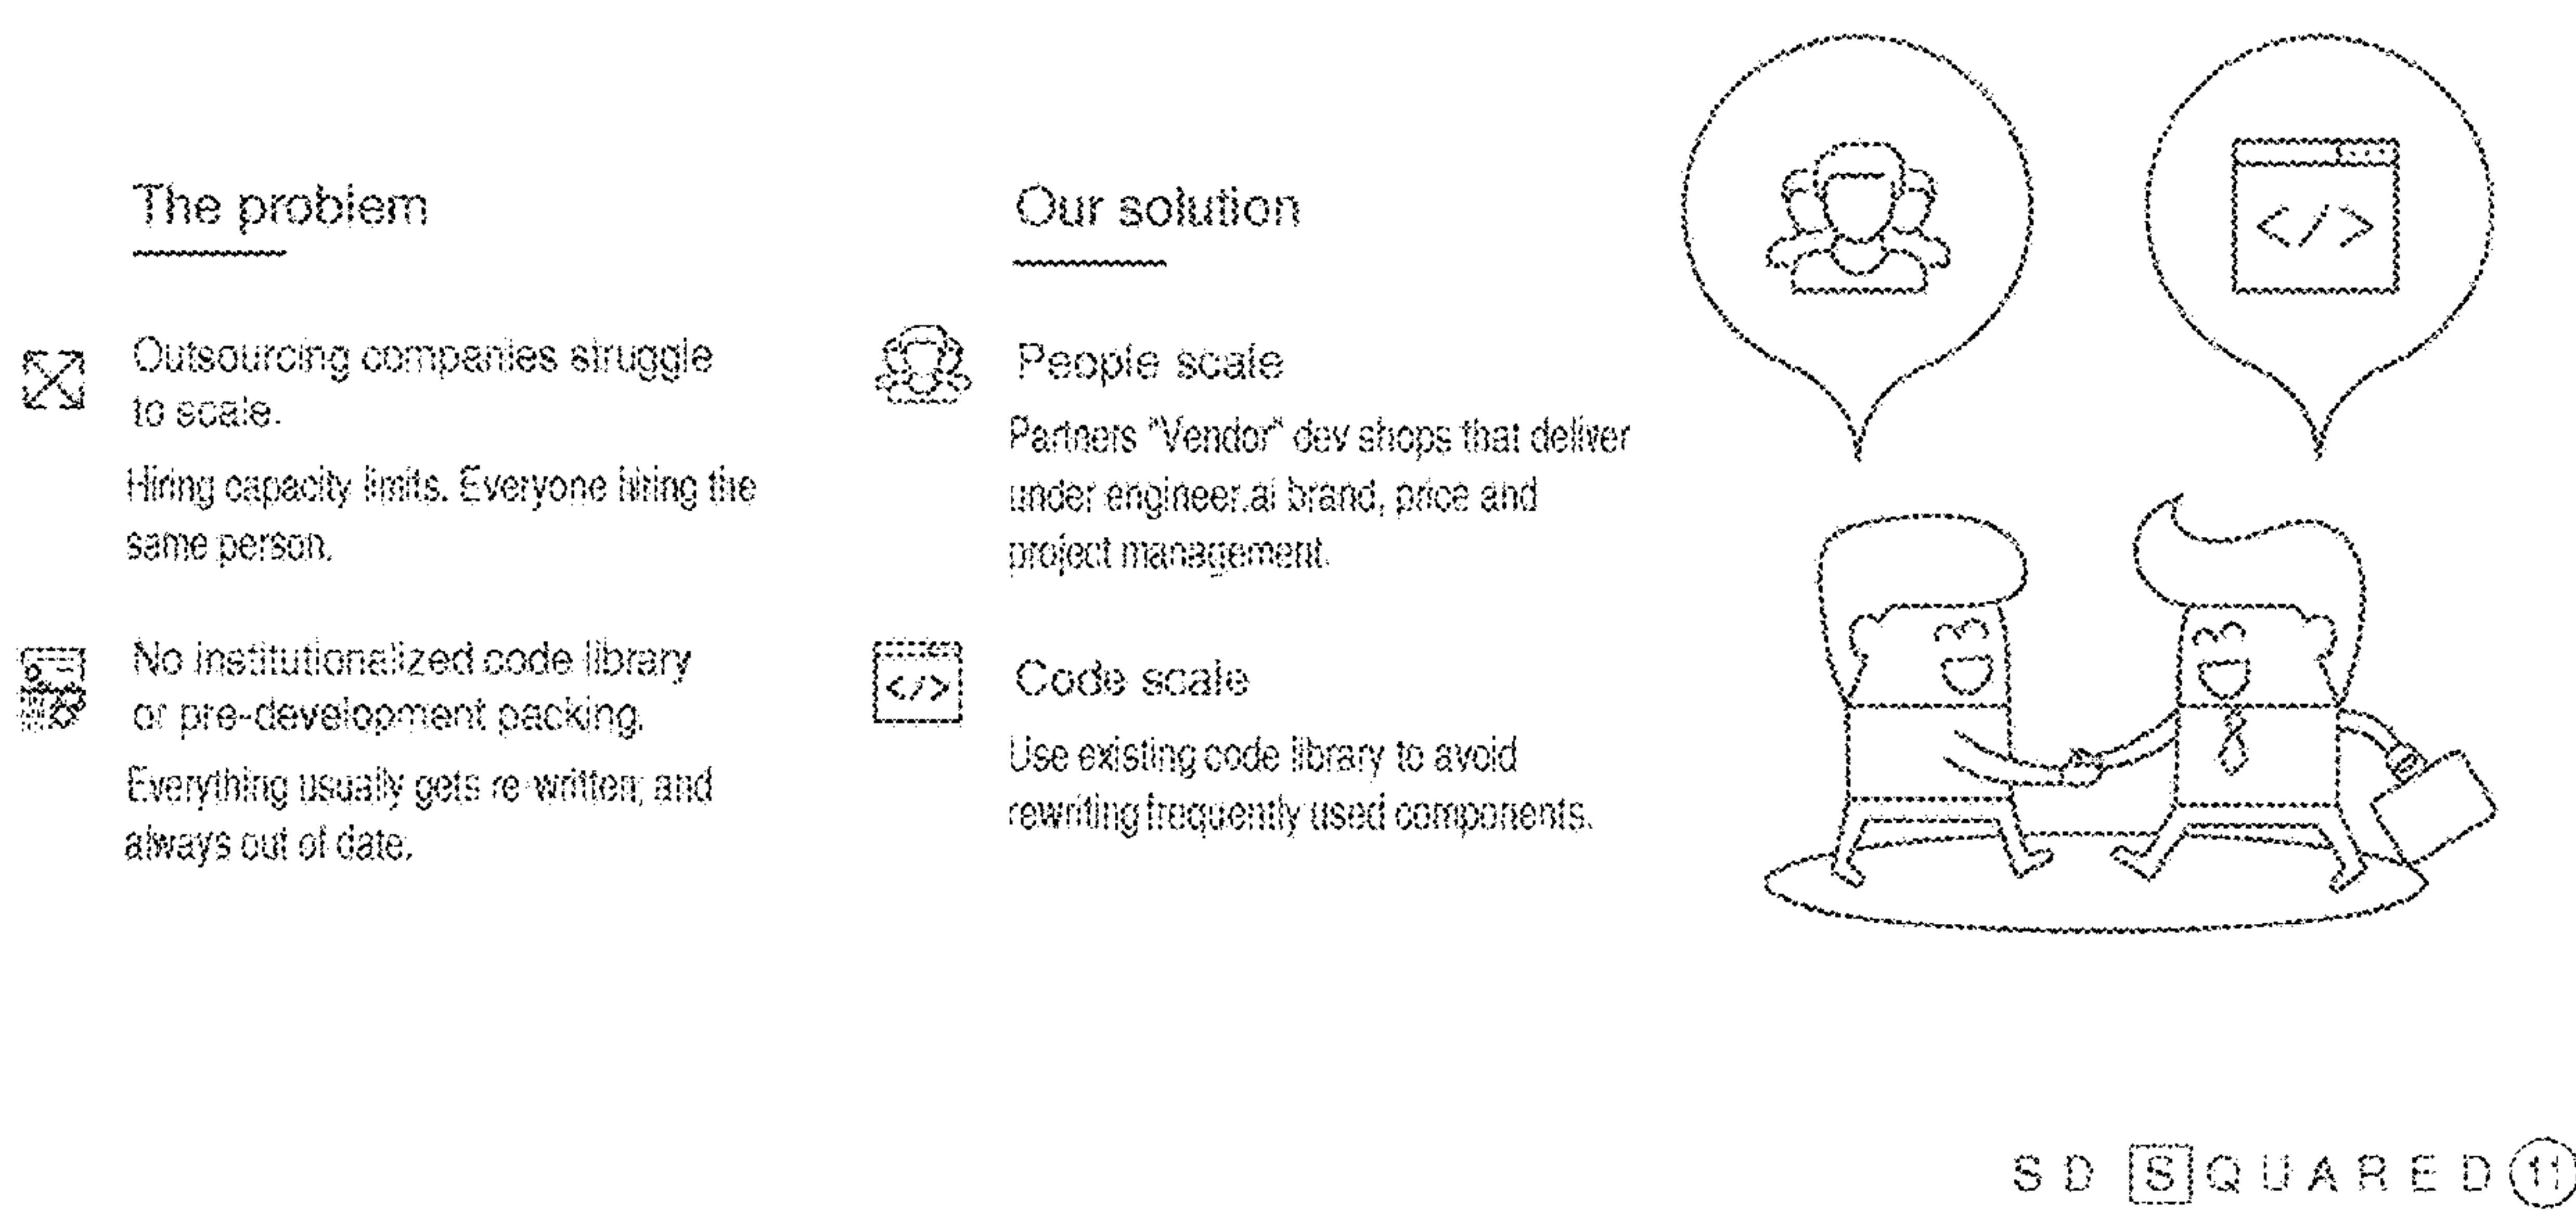 The problem
Outsourcing companies struggle
to scale.
Hiring capacity limits. Everyone hiring the
same person.
No institutionalized code library
or pre-development packing.
Everything usually gets re-written; and
always out of date.
Our solution
People scale
Partners "Vendor" dev shops that deliver
under engineer.ai brand, price and
project management.
</>
Code scale
Use existing code library to avoid
rewriting frequently used components.
</>
SD SQUARED 11